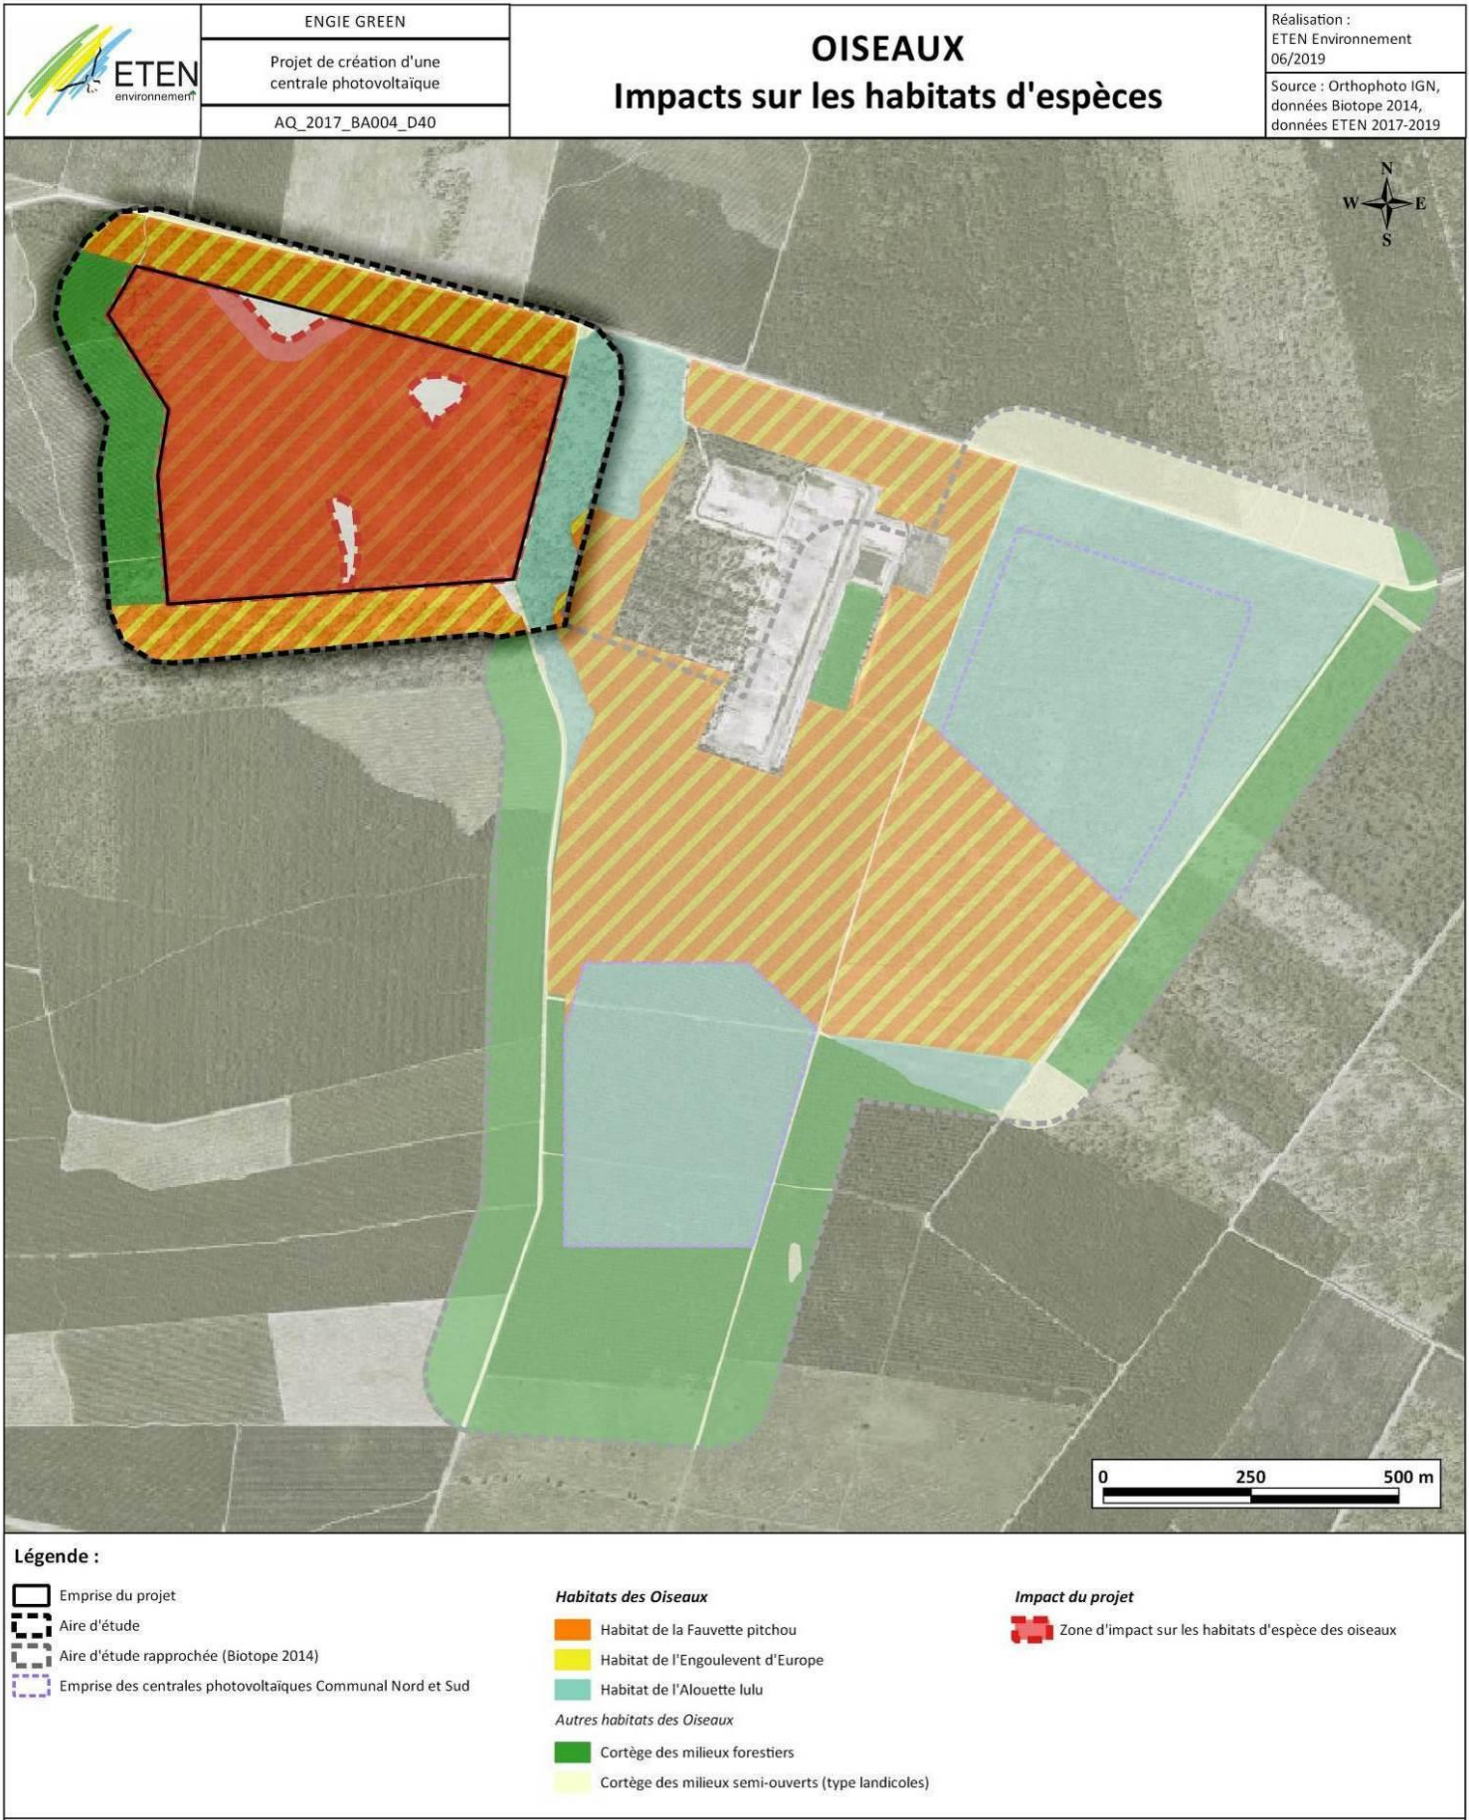 ETEN
environnement
ENGIE GREEN
Projet de création d'une
centrale photovoltaïque
AQ_2017_BA004_D40
OISEAUX
Impacts sur les habitats d'espèces
Réalisation :
ETEN Environnement
06/2019
Source : Orthophoto IGN,
données Biotope 2014,
données ETEN 2017-2019
N
W E
S
0 250 500 m
Légende :
Emprise du projet
Aire d'étude
Aire d'étude rapprochée (Biotope 2014)
Emprise des centrales photovoltaïques Communal Nord et Sud
Habitats des Oiseaux
Habitat de la Fauvette pitchou
Habitat de l'Engoulevent d'Europe
Habitat de l'Alouette lulu
Autres habitats des Oiseaux
Cortège des milieux forestiers
Cortège des milieux semi-ouverts (type landicoles)
Impact du projet
Zone d'impact sur les habitats d'espèce des oiseaux